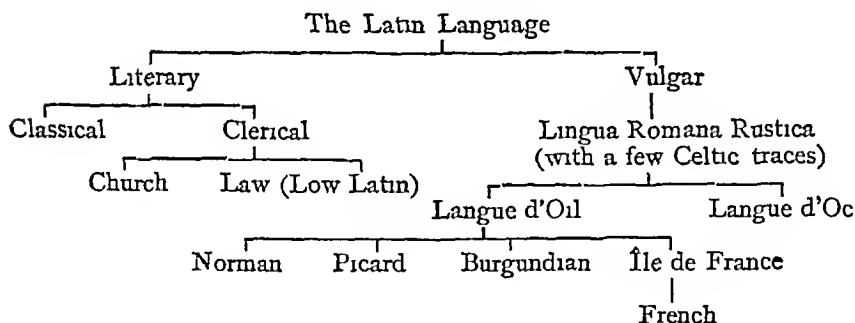 The Latin Language
Literary Vulgar
Classical Clerical Lingua Romana Rustica
(with a few Celtic traces)
Church Law (Low Latin)
Langue d'Oïl Langue d'Oc
Norman Picard Burgundian Île de France
French